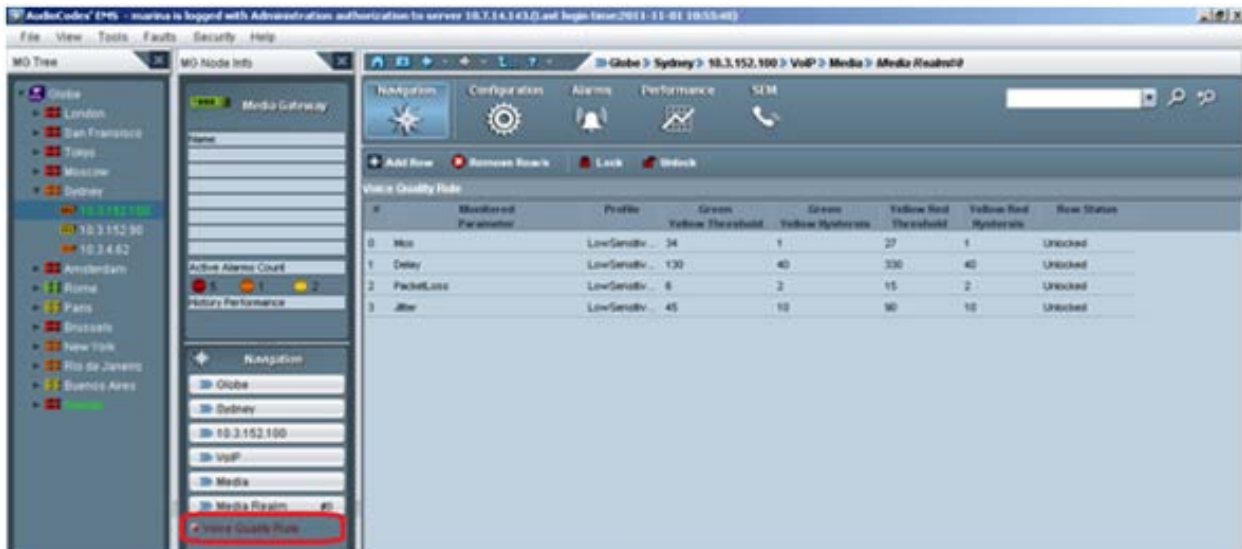 AudioCodes' EMS - marina is logged with Administration authorization to server 10.7.14.143.(Last login time:2011-11-01 10:53:40)
File View Tools Faults Security Help
MG Tree
Globe
London
San Fransisco
Tokyo
Moscow
Sydney
10.3.152.100
10.3.152.90
10.3.4.62
Amsterdam
Rome
Paris
Brussels
New York
Rio de Janeiro
Buenos Aires
MG Node Info
Media Gateway
Name:
Active Alarms Count
5 1 2
History Performance
Navigation
Globe
Sydney
10.3.152.100
VoIP
Media
Media Realm #0
Voice Quality Rule
Globe > Sydney > 10.3.152.100 > VoIP > Media > Media Realm#0
Navigation Configuration Alarms Performance SEM
Add Row Remove Row/s Lock Unlock
Voice Quality Rule
# Monitored Parameter Profile Green Yellow Threshold Green Yellow Hysteresis Yellow Red Threshold Yellow Red Hysteresis Row Status
0 Mos LowSensitiv... 34 1 27 1 Unlocked
1 Delay LowSensitiv... 130 40 330 40 Unlocked
2 PacketLoss LowSensitiv... 6 2 15 2 Unlocked
3 Jitter LowSensitiv... 45 10 90 10 Unlocked